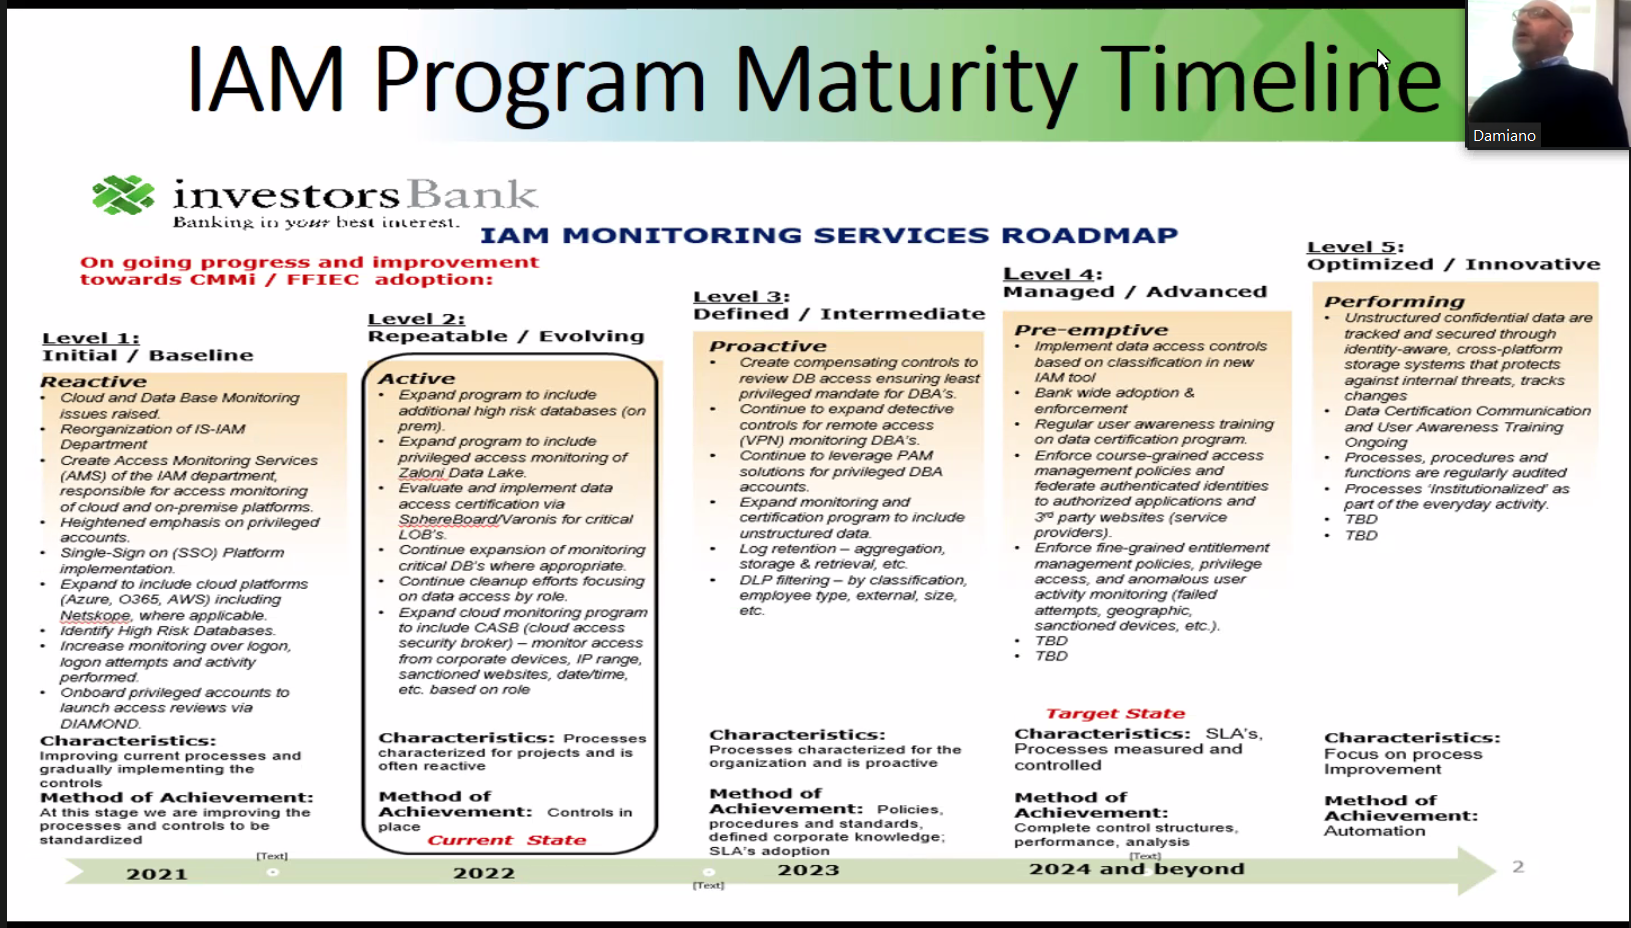 IAM Program Maturity Timeline
Damiano
investorsBank
Banking in your best interest.
IAM MONITORING SERVICES ROADMAP
On going progress and improvement
towards CMMi / FFIEC adoption:
Level 1:
Initial / Baseline
Reactive
• Cloud and Data Base Monitoring
issues raised.
• Reorganization of IS-IAM
Department
• Create Access Monitoring Services
(AMS) of the IAM department,
responsible for access monitoring
of cloud and on-premise platforms.
• Heightened emphasis on privileged
accounts.
• Single-Sign on (SSO) Platform
implementation.
• Expand to include cloud platforms
(Azure, O365, AWS) including
Netskope, where applicable.
• Identify High Risk Databases.
• Increase monitoring over logon,
logon attempts and activity
performed.
• Onboard privileged accounts to
launch access reviews via
DIAMOND.
Characteristics:
Improving current processes and
gradually implementing the
controls
Method of Achievement:
At this stage we are improving the
processes and controls to be
standardized
Level 2:
Repeatable / Evolving
Active
• Expand program to include
additional high risk databases (on
prem).
• Expand program to include
privileged access monitoring of
Zaloni Data Lake.
• Evaluate and implement data
access certification via
SphereBoard/Varonis for critical
LOB's.
• Continue expansion of monitoring
critical DB's where appropriate.
• Continue cleanup efforts focusing
on data access by role.
• Expand cloud monitoring program
to include CASB (cloud access
security broker) – monitor access
from corporate devices, IP range,
sanctioned websites, date/time,
etc. based on role
Characteristics: Processes
characterized for projects and is
often reactive
Method of
Achievement: Controls in
place
Current State
Level 3:
Defined / Intermediate
Proactive
• Create compensating controls to
review DB access ensuring least
privileged mandate for DBA's.
• Continue to expand detective
controls for remote access
(VPN) monitoring DBA's.
• Continue to leverage PAM
solutions for privileged DBA
accounts.
• Expand monitoring and
certification program to include
unstructured data.
• Log retention – aggregation,
storage & retrieval, etc.
• DLP filtering – by classification,
employee type, external, size,
etc.
Characteristics:
Processes characterized for the
organization and is proactive
Method of
Achievement: Policies,
procedures and standards,
defined corporate knowledge;
SLA's adoption
Level 4:
Managed / Advanced
Pre-emptive
• Implement data access controls
based on classification in new
IAM tool
• Bank wide adoption &
enforcement
• Regular user awareness training
on data certification program.
• Enforce course-grained access
management policies and
federate authenticated identities
to authorized applications and
3rd party websites (service
providers).
• Enforce fine-grained entitlement
management policies, privilege
access, and anomalous user
activity monitoring (failed
attempts, geographic,
sanctioned devices, etc.).
• TBD
• TBD
Target State
Characteristics: SLA's,
Processes measured and
controlled
Method of
Achievement:
Complete control structures,
performance, analysis
Level 5:
Optimized / Innovative
Performing
• Unstructured confidential data are
tracked and secured through
identity-aware, cross-platform
storage systems that protects
against internal threats, tracks
changes
• Data Certification Communication
and User Awareness Training
Ongoing
• Processes, procedures and
functions are regularly audited
• Processes 'Institutionalized' as
part of the everyday activity.
• TBD
• TBD
Characteristics:
Focus on process
Improvement
Method of
Achievement:
Automation
[Text]
[Text]
[Text]
2021
2022
2023
2024 and beyond
2